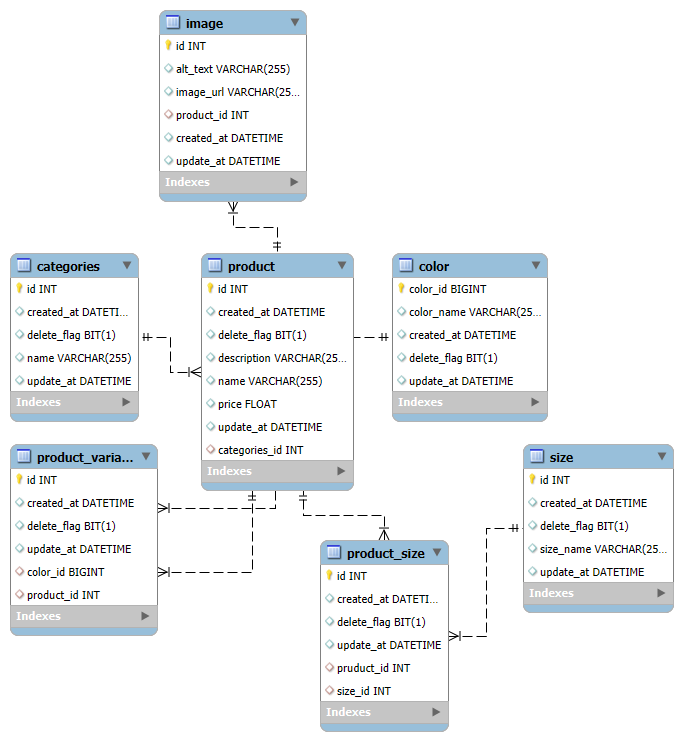 image
id INT
alt_text VARCHAR(255)
image_url VARCHAR(25...
product_id INT
created_at DATETIME
update_at DATETIME
Indexes
categories
id INT
created_at DATETI...
delete_flag BIT(1)
name VARCHAR(255)
update_at DATETIME
Indexes
product
id INT
created_at DATETIME
delete_flag BIT(1)
description VARCHAR(25...
name VARCHAR(255)
price FLOAT
update_at DATETIME
categories_id INT
Indexes
color
color_id BIGINT
color_name VARCHAR(25...
created_at DATETIME
delete_flag BIT(1)
update_at DATETIME
Indexes
product_varia...
id INT
created_at DATETIME
delete_flag BIT(1)
update_at DATETIME
color_id BIGINT
product_id INT
Indexes
product_size
id INT
created_at DATETI...
delete_flag BIT(1)
update_at DATETIME
pruduct_id INT
size_id INT
Indexes
size
id INT
created_at DATETIME
delete_flag BIT(1)
size_name VARCHAR(25...
update_at DATETIME
Indexes